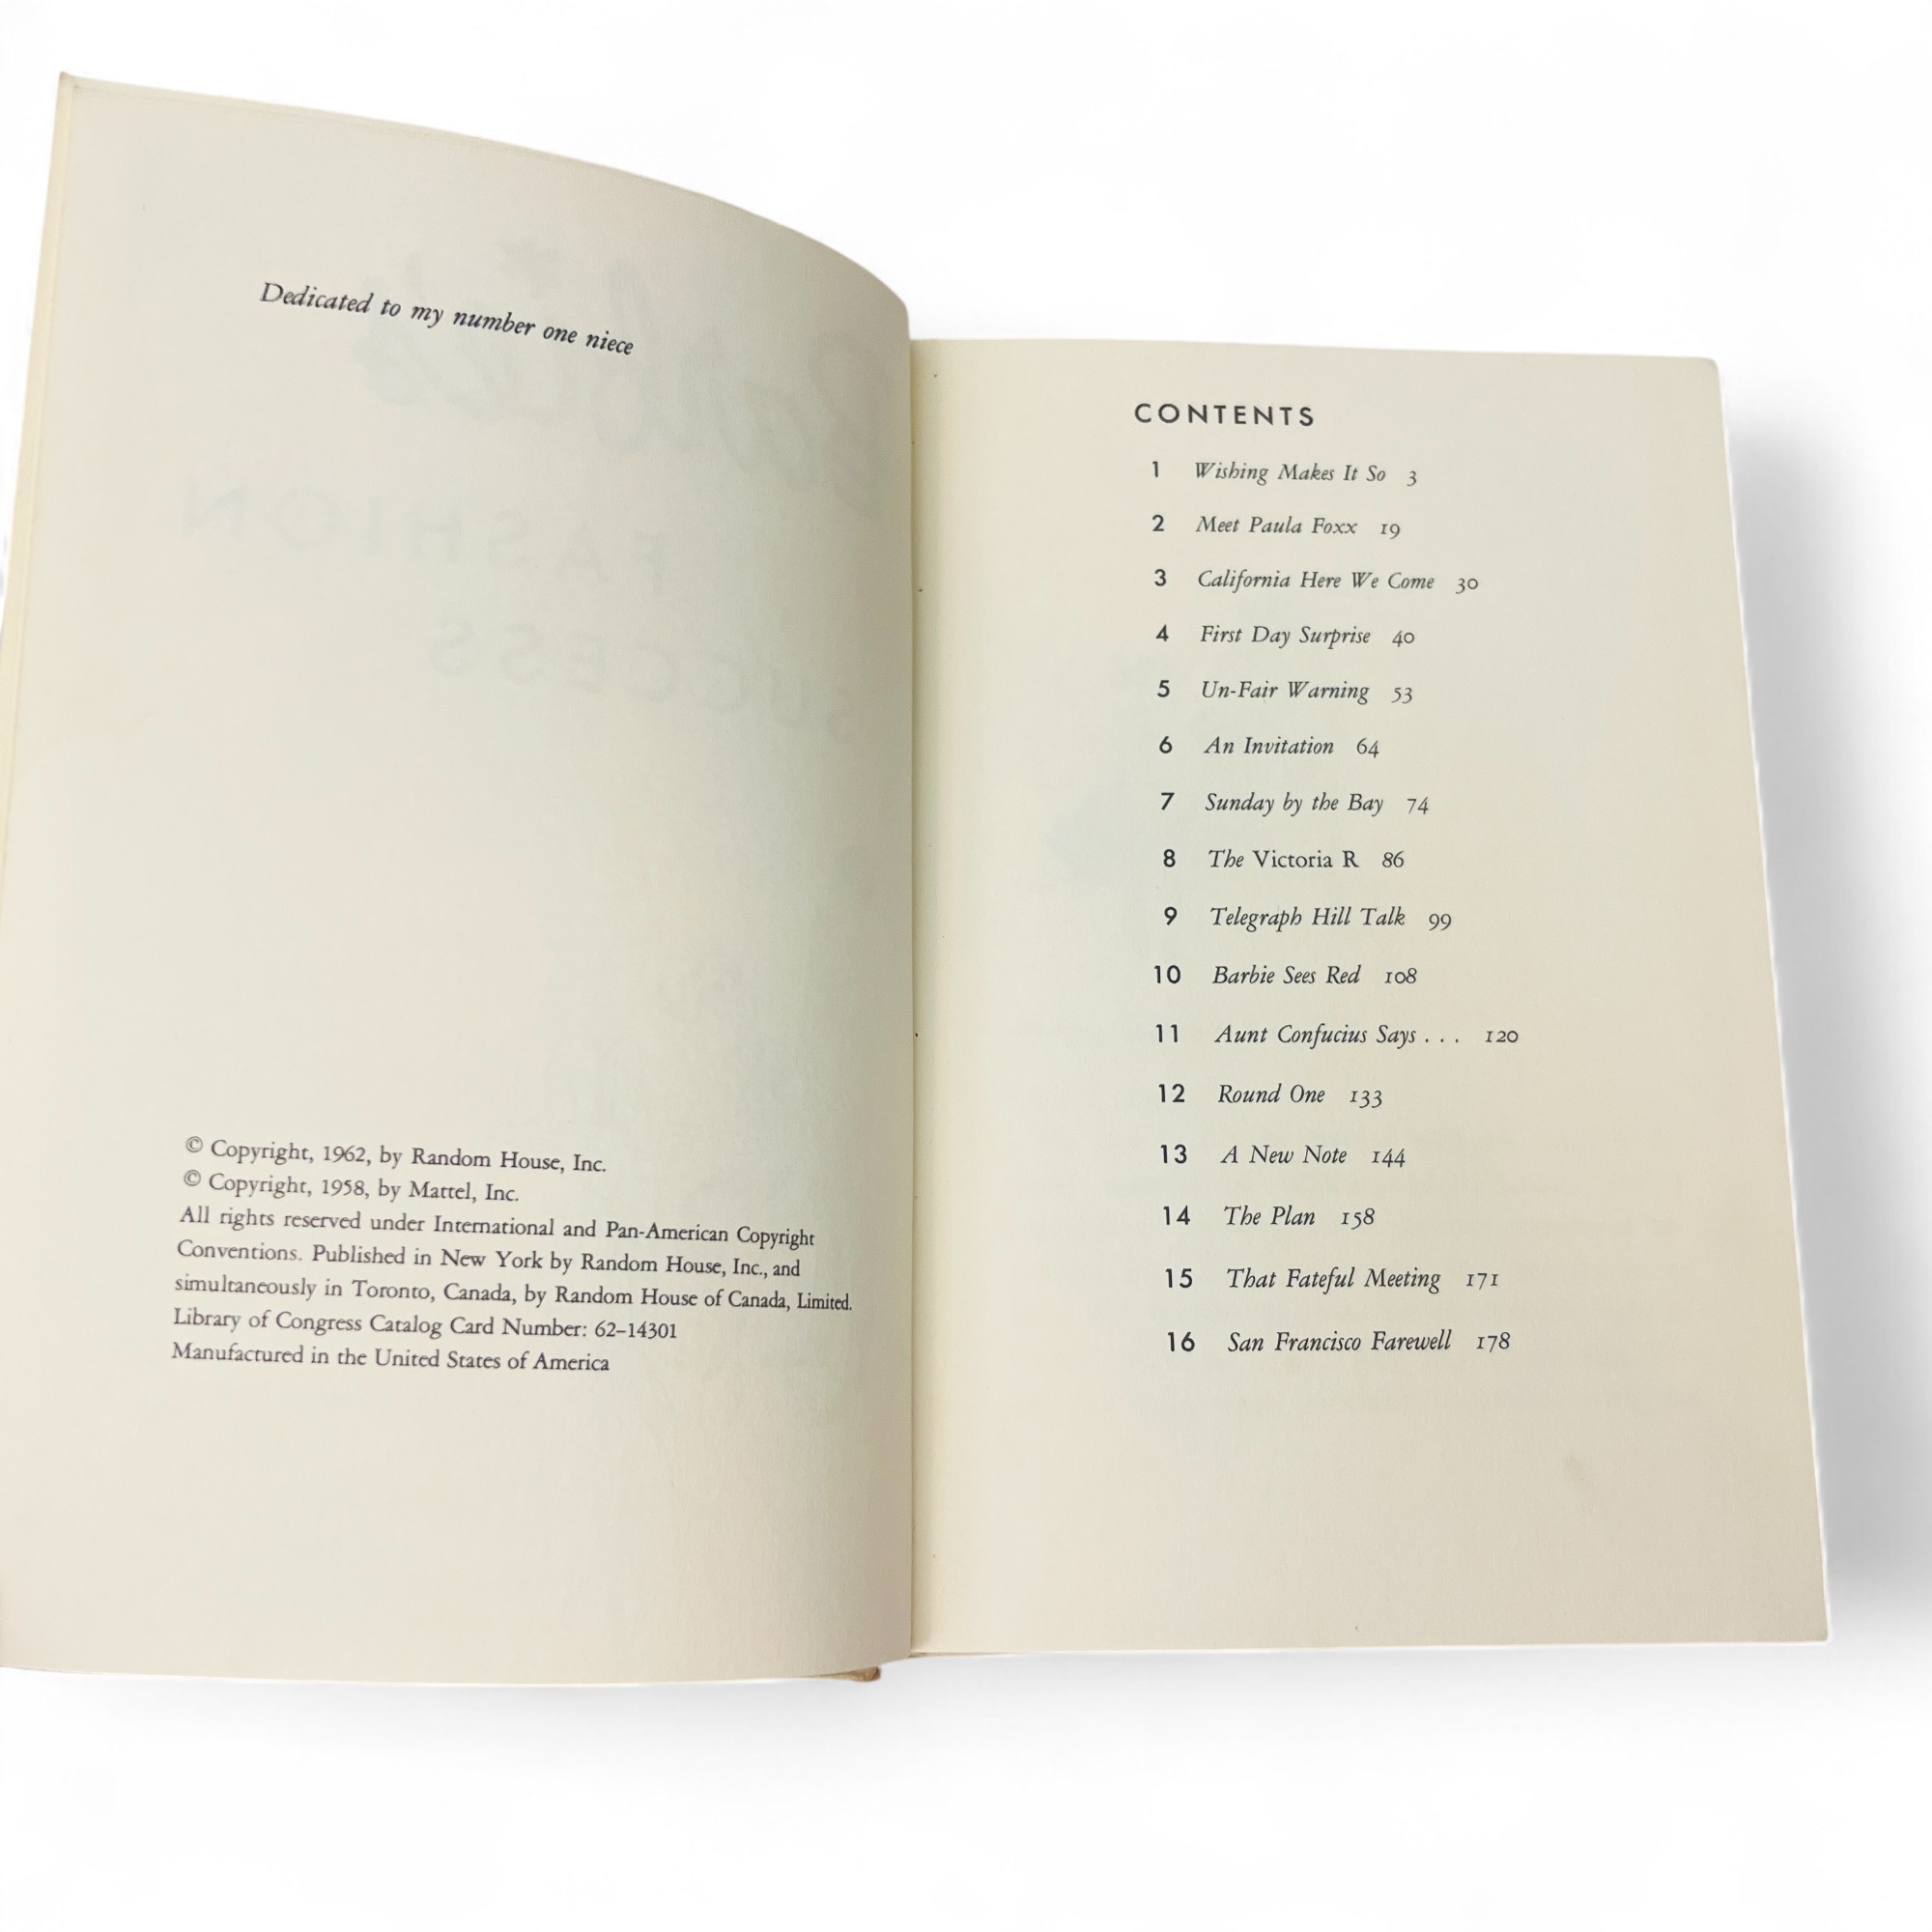 Dedicated to my number one niece
© Copyright, 1962, by Random House, Inc.
© Copyright, 1958, by Mattel, Inc.
All rights reserved under International and Pan-American Copyright
Conventions. Published in New York by Random House, Inc., and
simultaneously in Toronto, Canada, by Random House of Canada, Limited.
Library of Congress Catalog Card Number: 62-14301
Manufactured in the United States of America
CONTENTS
1 Wishing Makes It So 3
2 Meet Paula Foxx 19
3 California Here We Come 30
4 First Day Surprise 40
5 Un-Fair Warning 53
6 An Invitation 64
7 Sunday by the Bay 74
8 The Victoria R 86
9 Telegraph Hill Talk 99
10 Barbie Sees Red 108
11 Aunt Confucius Says . . . 120
12 Round One 133
13 A New Note 144
14 The Plan 158
15 That Fateful Meeting 171
16 San Francisco Farewell 178